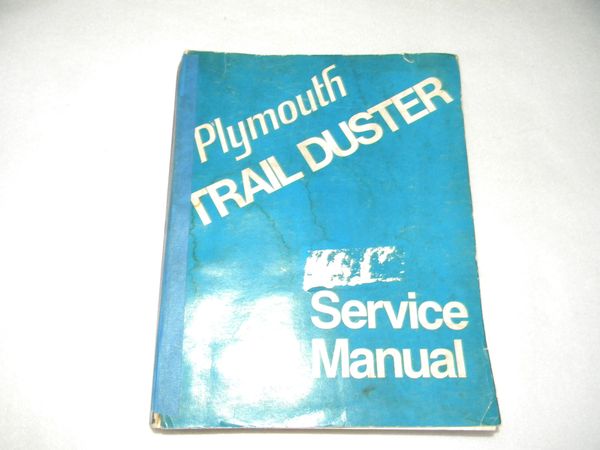 Plymouth
TRAIL DUSTER
Service
Manual